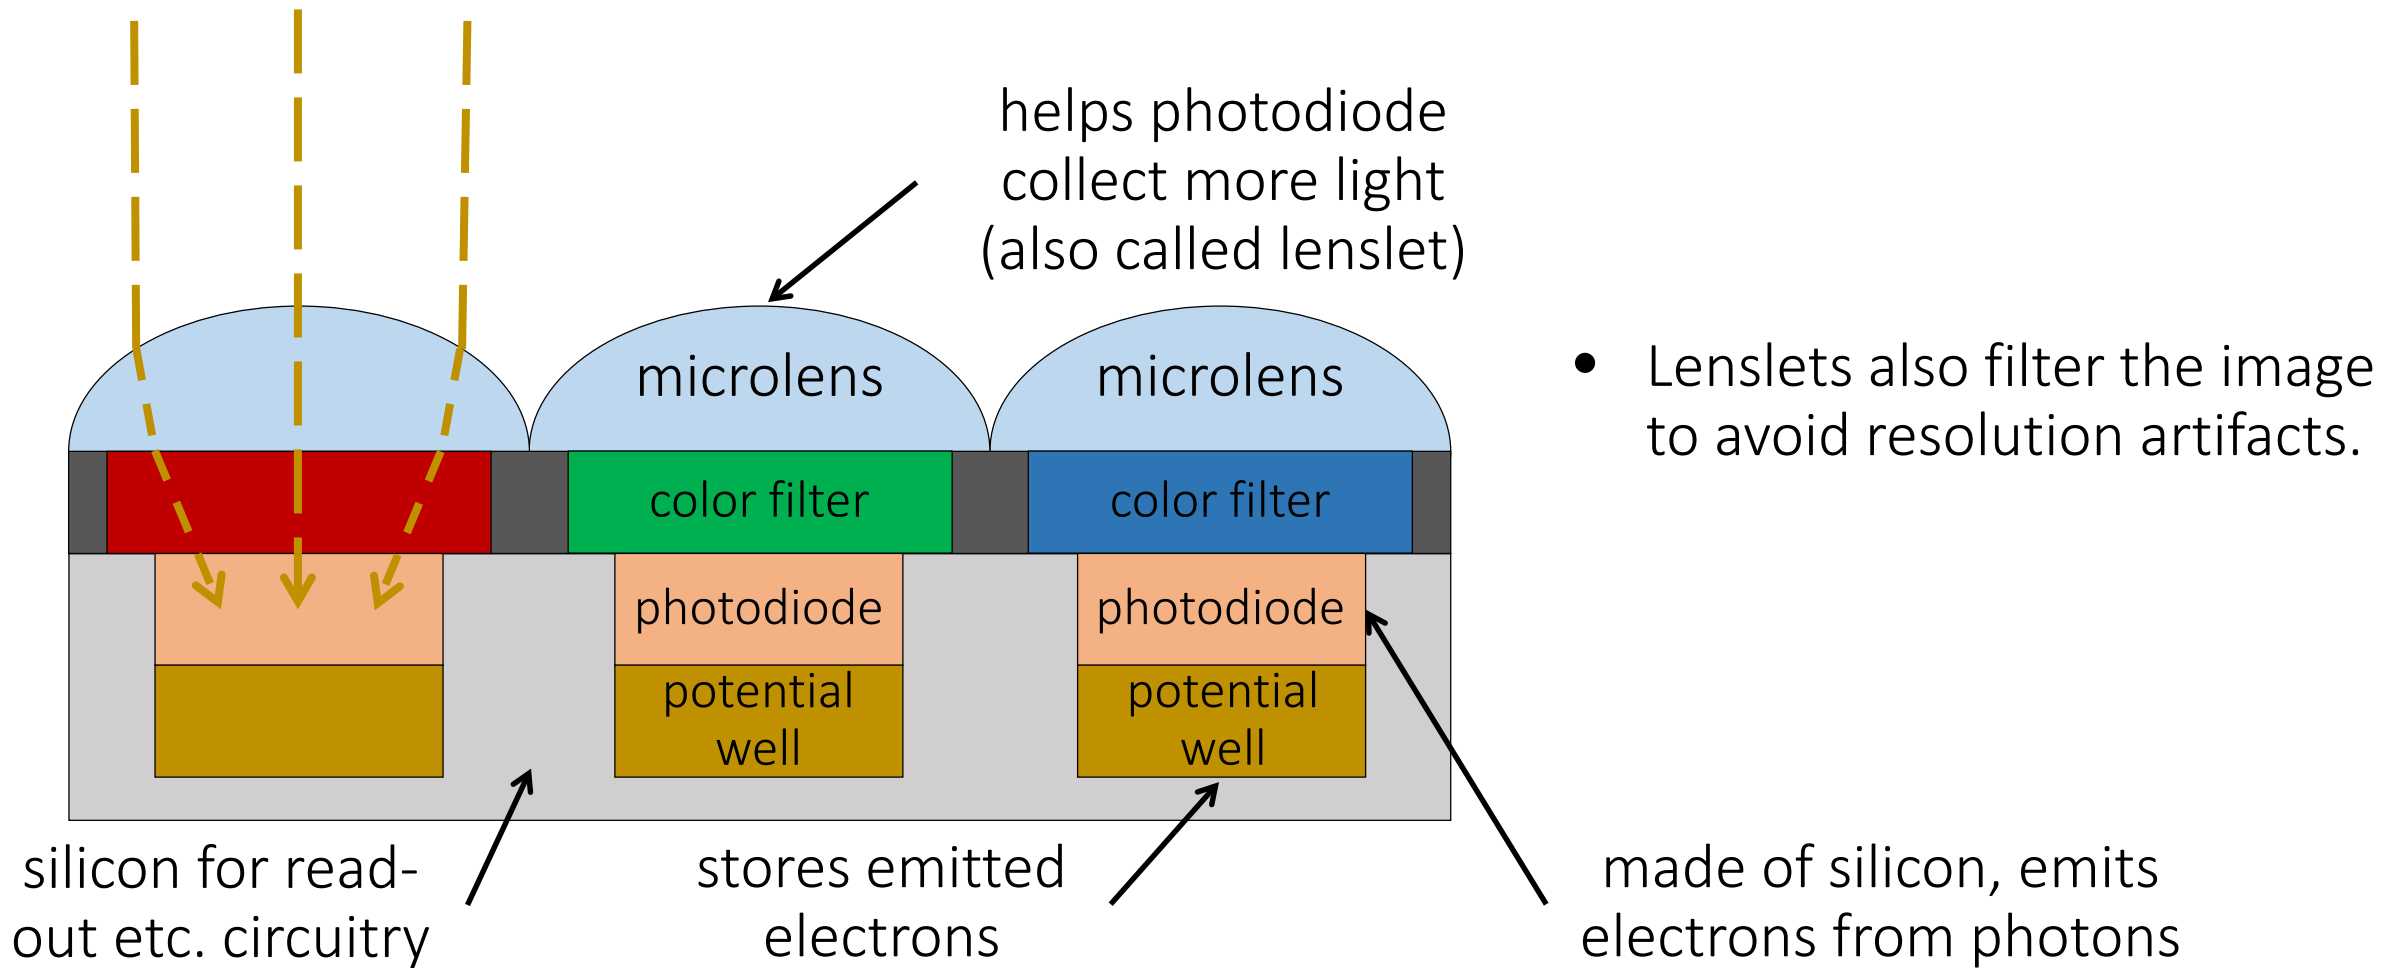 helps photodiode
collect more light
(also called lenslet)
microlens
microlens
• Lenslets also filter the image
to avoid resolution artifacts.
color filter
color filter
photodiode
photodiode
potential
well
potential
well
silicon for read-
out etc. circuitry
stores emitted
electrons
made of silicon, emits
electrons from photons